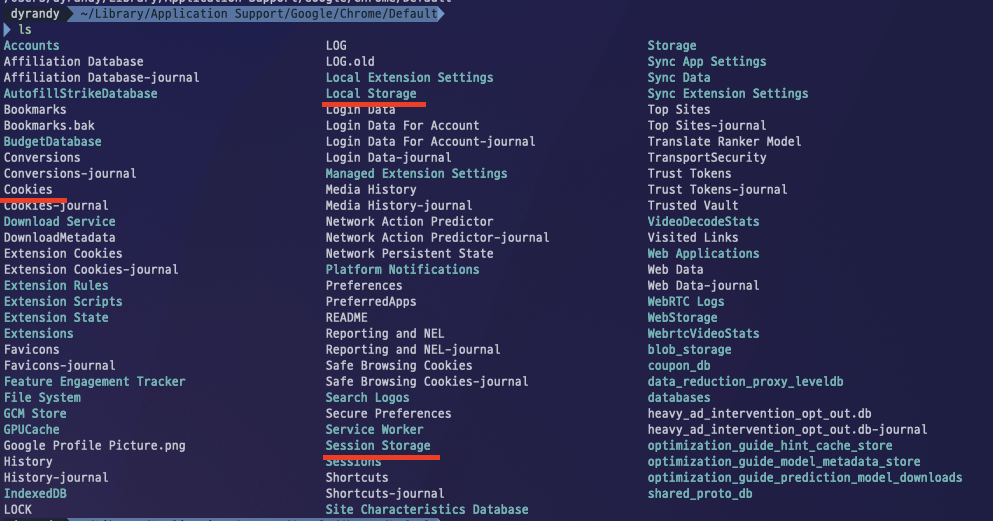 dyrandy ~/Library/Application Support/Google/Chrome/Default
ls
Accounts LOG Storage
Affiliation Database LOG.old Sync App Settings
Affiliation Database-journal Local Extension Settings Sync Data
AutofillStrikeDatabase Local Storage Sync Extension Settings
Bookmarks Login Data Top Sites
Bookmarks.bak Login Data For Account Top Sites-journal
BudgetDatabase Login Data For Account-journal Translate Ranker Model
Conversions Login Data-journal TransportSecurity
Conversions-journal Managed Extension Settings Trust Tokens
Cookies Media History Trust Tokens-journal
Cookies-journal Media History-journal Trusted Vault
Download Service Network Action Predictor VideoDecodeStats
DownloadMetadata Network Action Predictor-journal Visited Links
Extension Cookies Network Persistent State Web Applications
Extension Cookies-journal Platform Notifications Web Data
Extension Rules Preferences Web Data-journal
Extension Scripts PreferredApps WebRTC Logs
Extension State README WebStorage
Extensions Reporting and NEL WebrtcVideoStats
Favicons Reporting and NEL-journal blob_storage
Favicons-journal Safe Browsing Cookies coupon_db
Feature Engagement Tracker Safe Browsing Cookies-journal data_reduction_proxy_leveldb
File System Search Logos databases
GCM Store Secure Preferences heavy_ad_intervention_opt_out.db
GPUCache Service Worker heavy_ad_intervention_opt_out.db-journal
Google Profile Picture.png Session Storage optimization_guide_hint_cache_store
History Sessions optimization_guide_model_metadata_store
History-journal Shortcuts optimization_guide_prediction_model_downloads
IndexedDB Shortcuts-journal shared_proto_db
LOCK Site Characteristics Database